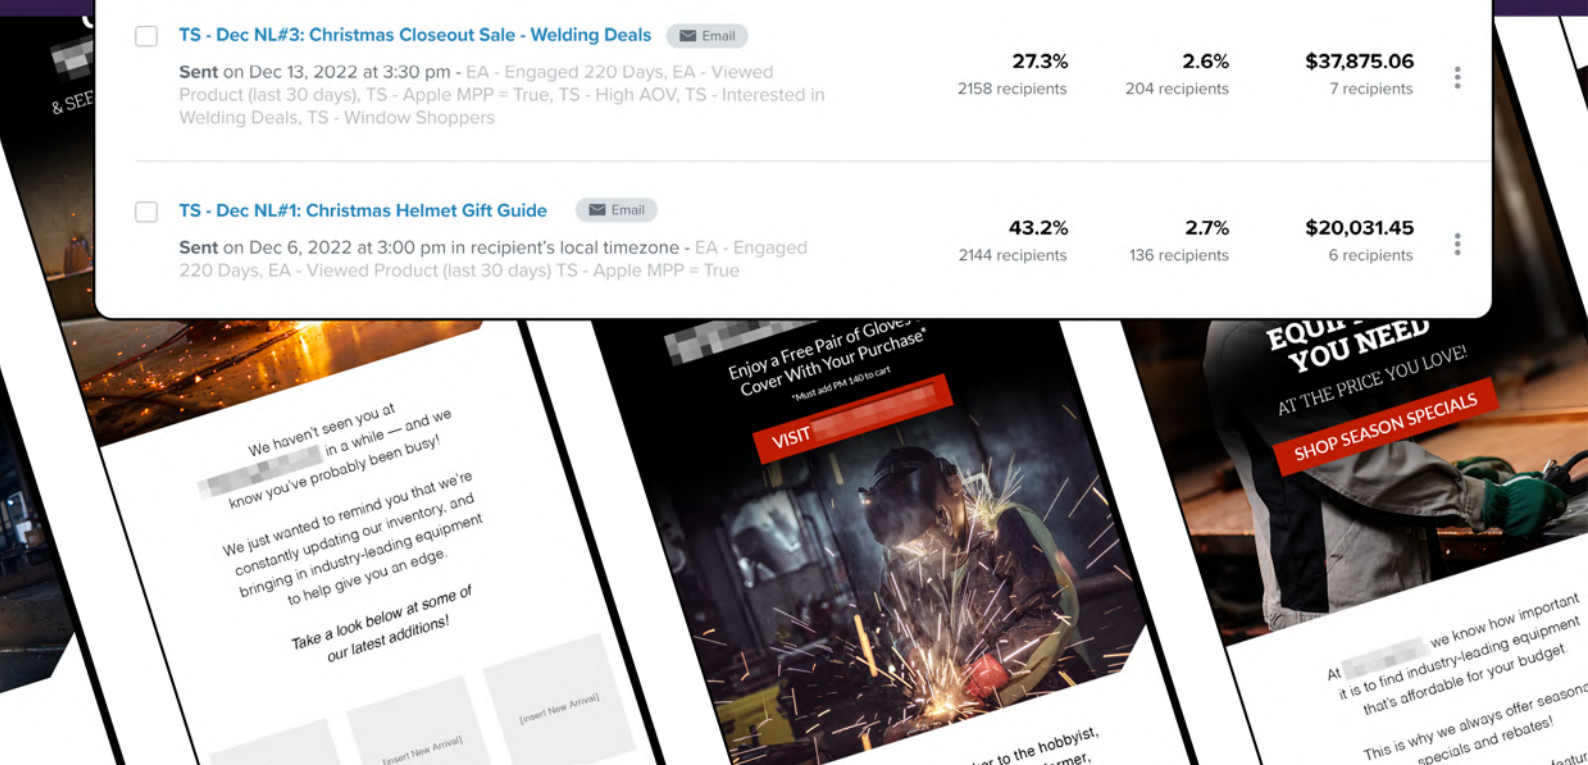 & SEE
TS - Dec NL#3: Christmas Closeout Sale - Welding Deals Email
Sent on Dec 13, 2022 at 3:30 pm - EA - Engaged 220 Days, EA - Viewed
Product (last 30 days), TS - Apple MPP = True, TS - High AOV, TS - Interested in
Welding Deals, TS - Window Shoppers
27.3% 2.6% $37,875.06
2158 recipients 204 recipients 7 recipients
TS - Dec NL#1: Christmas Helmet Gift Guide Email
Sent on Dec 6, 2022 at 3:00 pm in recipient's local timezone - EA - Engaged
220 Days, EA - Viewed Product (last 30 days) TS - Apple MPP = True
43.2% 2.7% $20,031.45
2144 recipients 136 recipients 6 recipients
We haven't seen you at
in a while — and we
know you've probably been busy!
We just wanted to remind you that we're
constantly updating our inventory, and
bringing in industry-leading equipment
to help give you an edge.
Take a look below at some of
our latest additions!
[insert New Arrival]
[insert New Arrival]
Enjoy a Free Pair of Gloves
Cover With Your Purchase*
*Must add PM 140 to cart
VISIT
to the hobbyist,
YOU NEED
AT THE PRICE YOU LOVE!
SHOP SEASON SPECIALS
At we know how important
it is to find industry-leading equipment
that's affordable for your budget.
This is why we always offer
specials and rebates!